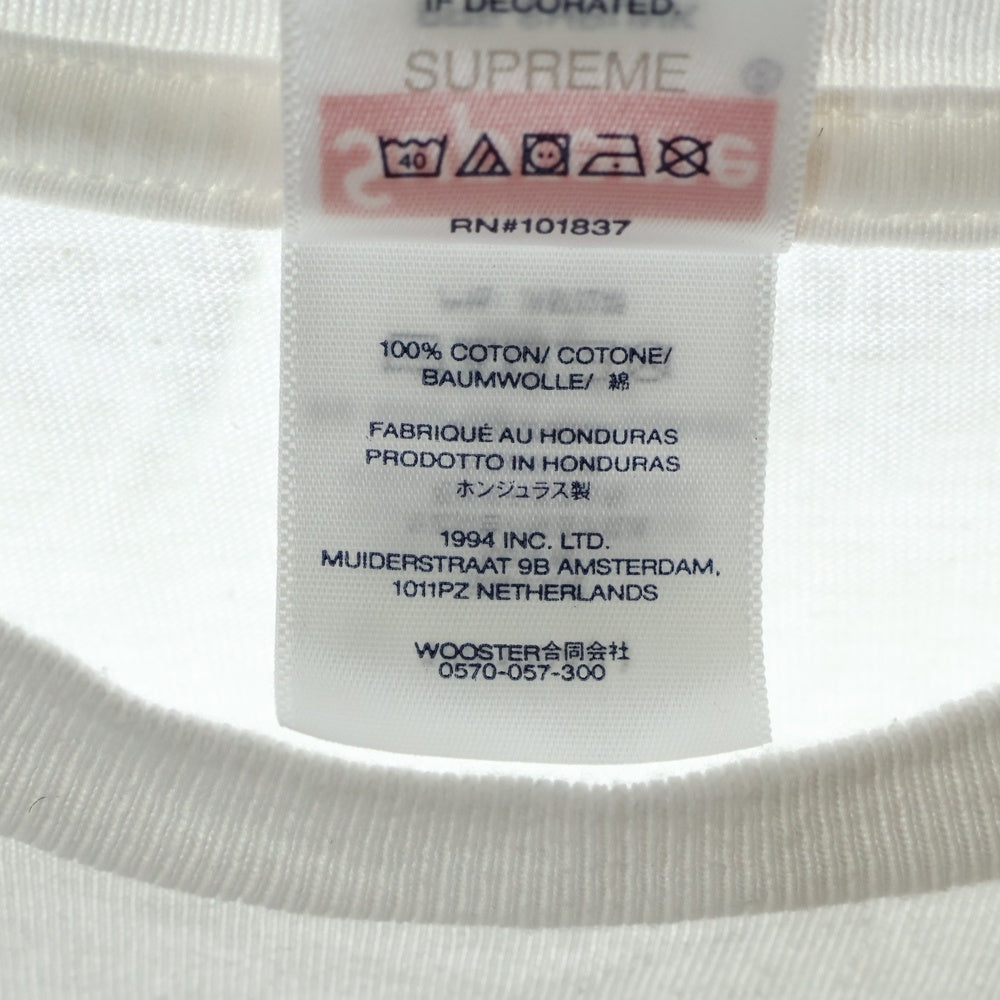 IF DECORATED.
SUPREME
40
RN#101837
100% COTON/ COTONE/
BAUMWOLLE/ 綿
FABRIQUÉ AU HONDURAS
PRODOTTO IN HONDURAS
ホンジュラス製
1994 INC. LTD.
MUIDERSTRAAT 9B AMSTERDAM,
1011PZ NETHERLANDS
WOOSTER合同会社
0570-057-300